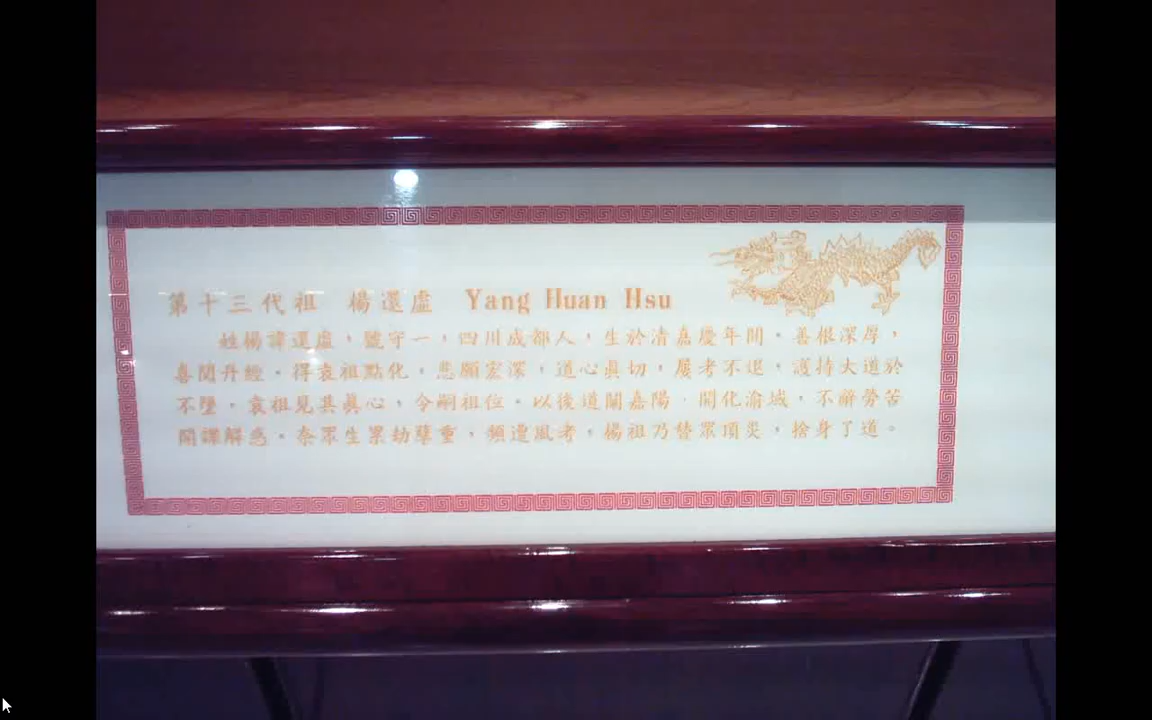 第十三代祖 楊還虛 Yang Huan Hsu
姓楊諱還虛，號守一，四川成都人，生於清嘉慶年間。善根深厚，
喜閱丹經。得袁祖點化，悲願宏深，道心真切，屢考不退，護持大道於
不墜。袁祖見其真心，令嗣祖位。以後道闡嘉陽，開化渝城，不辭勞苦
開譯解惑。奈眾生累劫孽重，頻遭風考，楊祖乃替眾頂災，捨身了道。